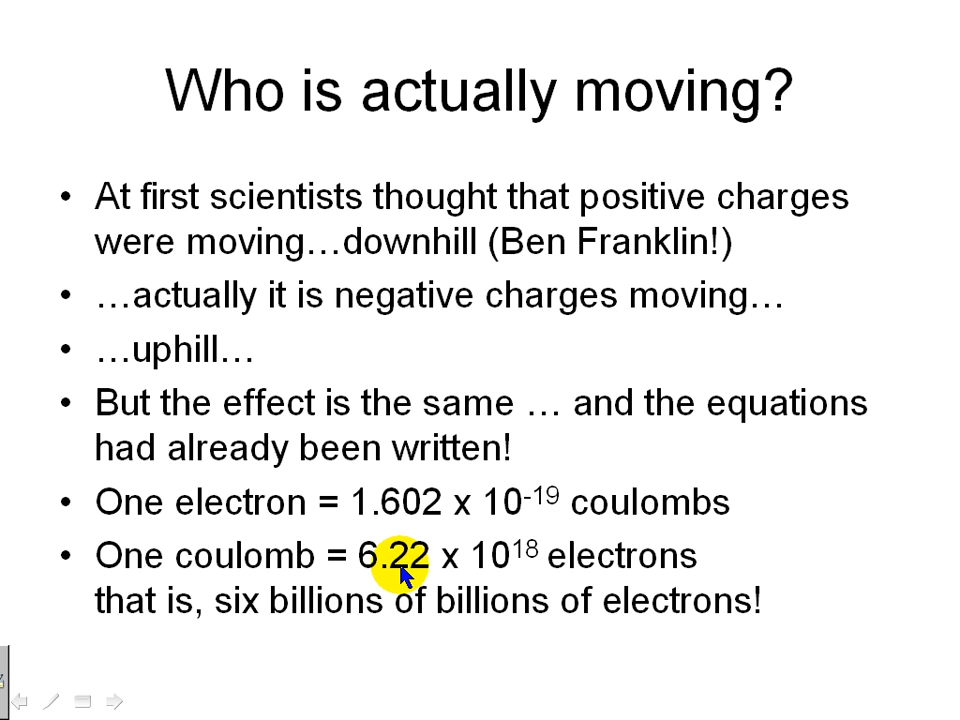 Who is actually moving?
• At first scientists thought that positive charges
were moving…downhill (Ben Franklin!)
• …actually it is negative charges moving…
• …uphill…
• But the effect is the same … and the equations
had already been written!
• One electron = 1.602 x 10⁻¹⁹ coulombs
• One coulomb = 6.22 x 10¹⁸ electrons
that is, six billions of billions of electrons!